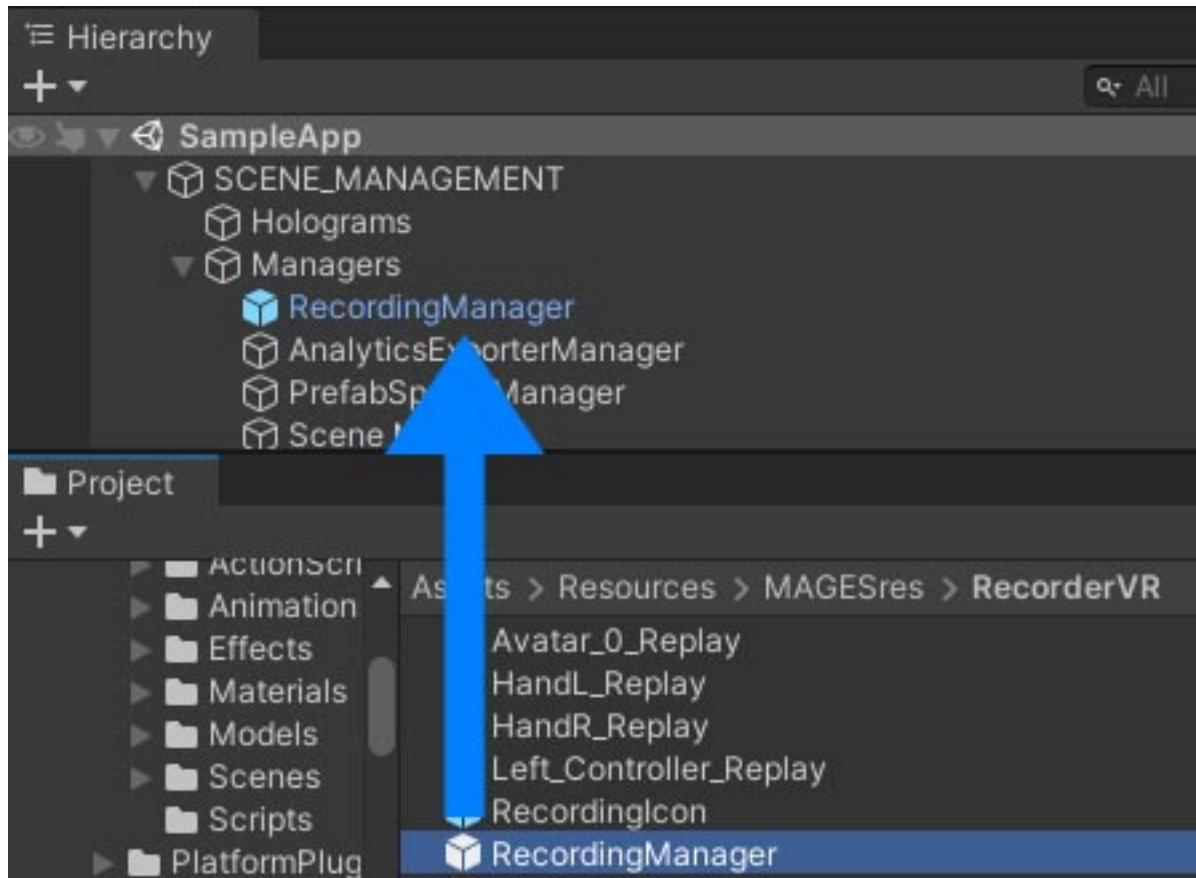 Hierarchy
All
SampleApp
SCENE_MANAGEMENT
Holograms
Managers
RecordingManager
Manager
Scene
Project
Animation
Effects
Materials
Models
Scenes
Scripts
PlatformPlug
> Resources > MAGESres > RecorderVR
Avatar_0_Replay
HandL_Replay
HandR_Replay
Left_Controller_Replay
RecordingIcon
RecordingManager